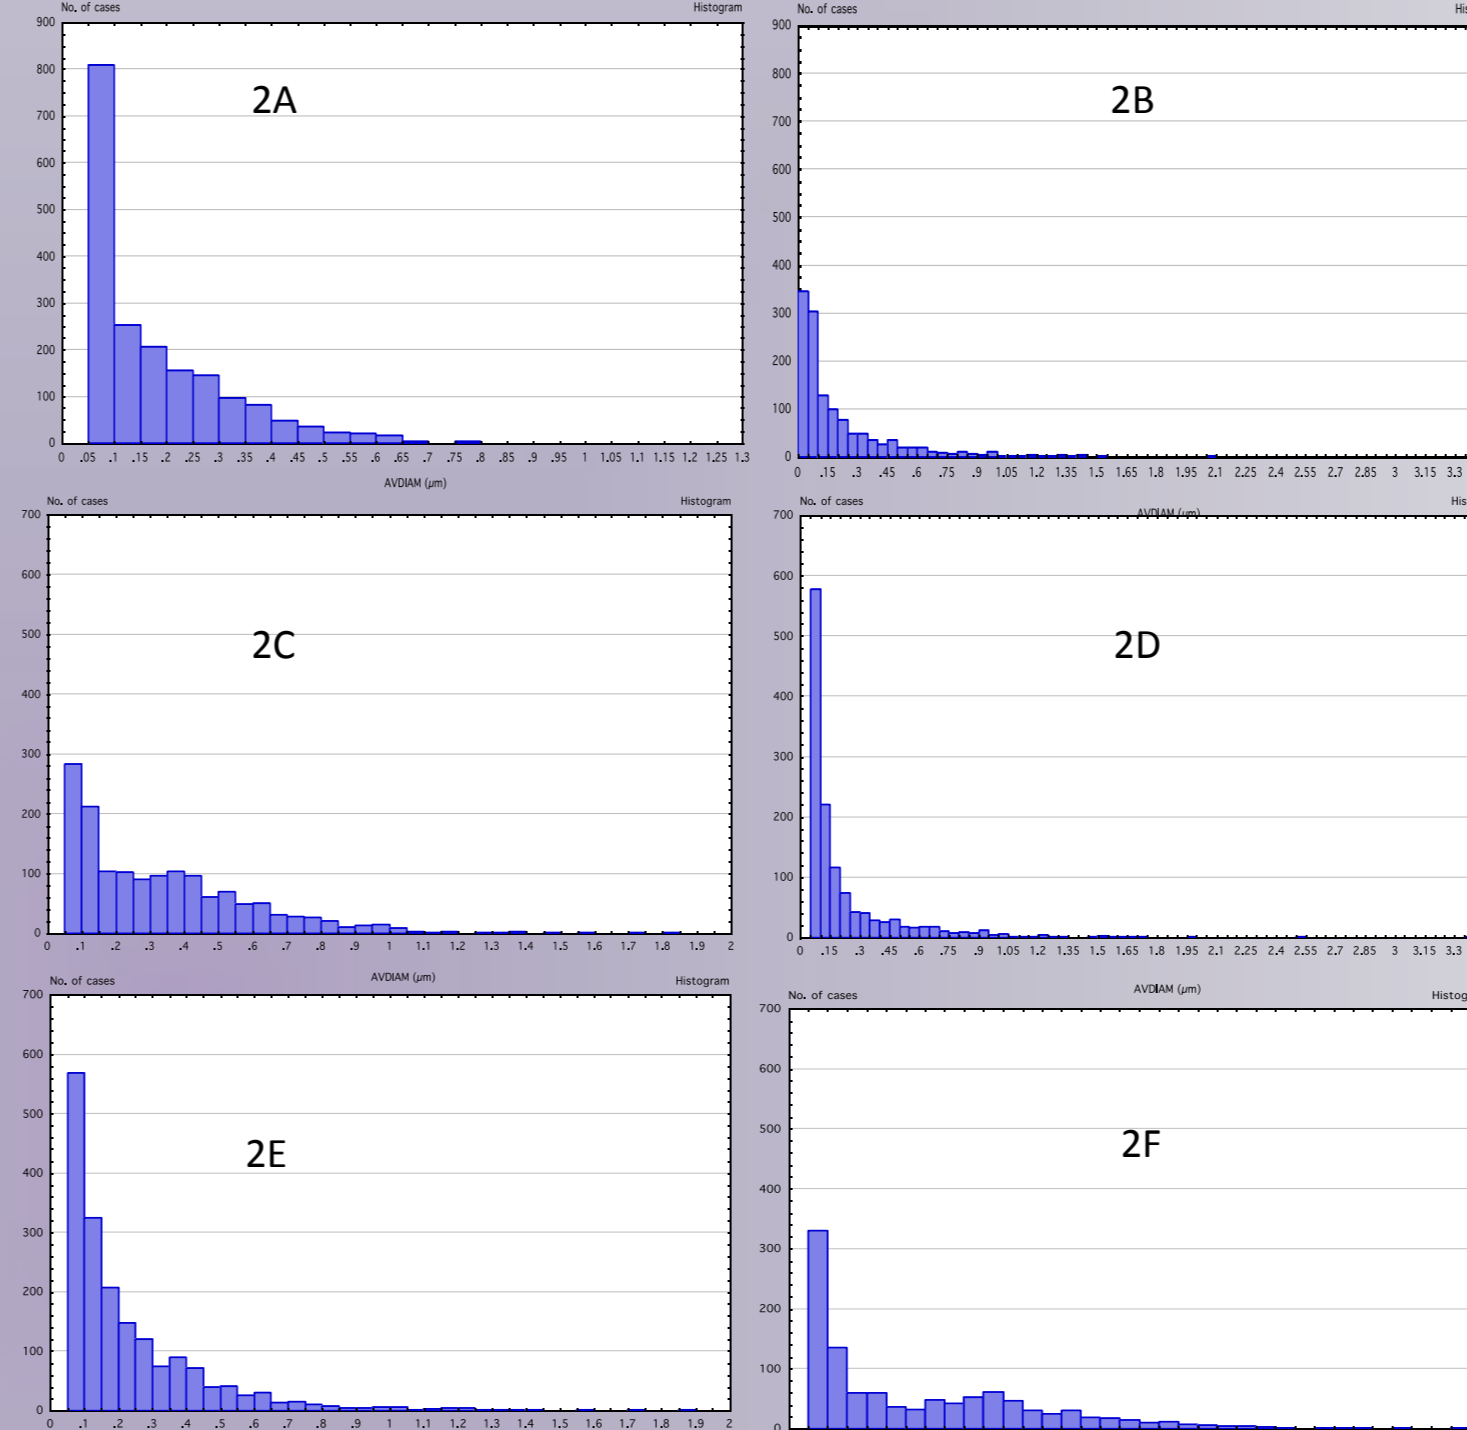 No. of cases Histogram
900
800
700
600
500
400
300
200
100
0
2A
0 .05 .1 .15 .2 .25 .3 .35 .4 .45 .5 .55 .6 .65 .7 .75 .8 .85 .9 .95 1 1.05 1.1 1.15 1.2 1.25 1.3
AVDIAM (µm)
No. of cases His
900
800
700
600
500
400
300
200
100
0
2B
0 .15 .3 .45 .6 .75 .9 1.05 1.2 1.35 1.5 1.65 1.8 1.95 2.1 2.25 2.4 2.55 2.7 2.85 3 3.15 3.3
AVDIAM (µm)
No. of cases Histogram
700
600
500
400
300
200
100
0
2C
0 .1 .2 .3 .4 .5 .6 .7 .8 .9 1 1.1 1.2 1.3 1.4 1.5 1.6 1.7 1.8 1.9 2
AVDIAM (µm)
No. of cases His
700
600
500
400
300
200
100
0
2D
0 .15 .3 .45 .6 .75 .9 1.05 1.2 1.35 1.5 1.65 1.8 1.95 2.1 2.25 2.4 2.55 2.7 2.85 3 3.15 3.3
AVDIAM (µm)
No. of cases Histogram
700
600
500
400
300
200
100
0
2E
0 .1 .2 .3 .4 .5 .6 .7 .8 .9 1 1.1 1.2 1.3 1.4 1.5 1.6 1.7 1.8 1.9 2
No. of cases Histog
700
600
500
400
300
200
100
0
2F